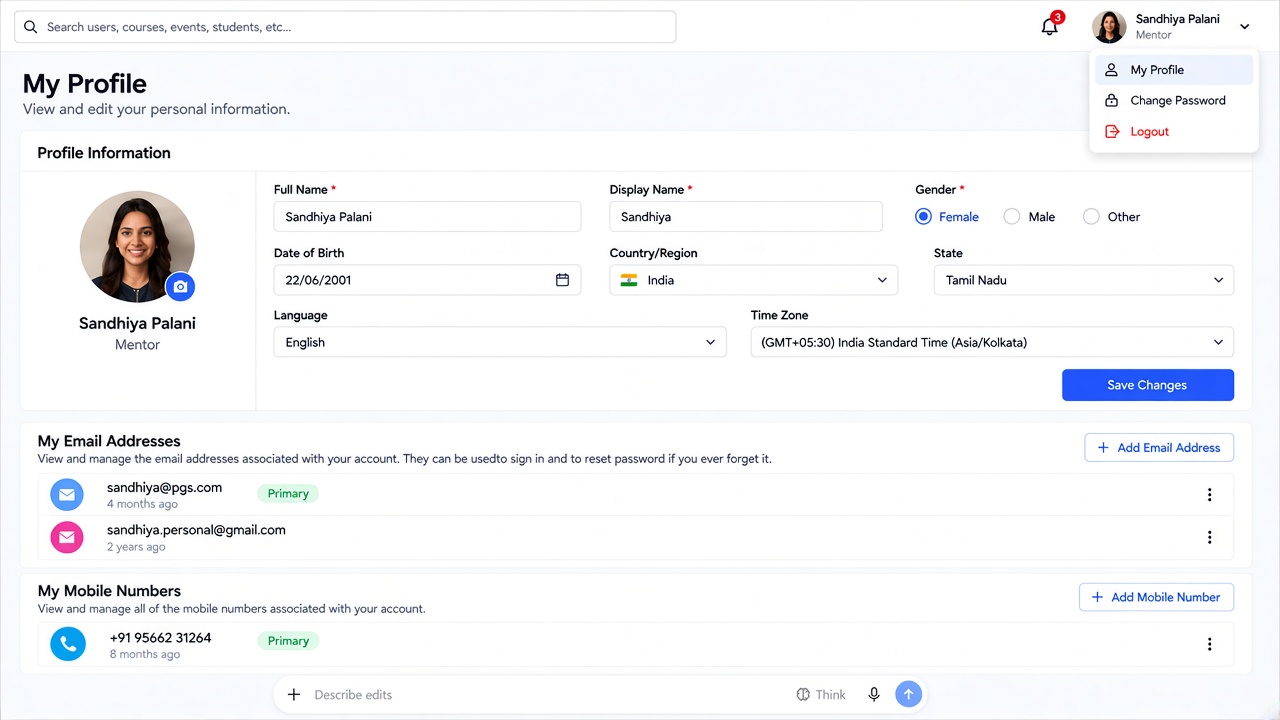 Search users, courses, events, students, etc...
3
Sandhiya Palani
Mentor
My Profile
Change Password
Logout
My Profile
View and edit your personal information.
Profile Information
Sandhiya Palani
Mentor
Full Name *
Sandhiya Palani
Display Name *
Sandhiya
Gender *
Female
Male
Other
Date of Birth
22/06/2001
Country/Region
India
State
Tamil Nadu
Language
English
Time Zone
(GMT+05:30) India Standard Time (Asia/Kolkata)
Save Changes
My Email Addresses
View and manage the email addresses associated with your account. They can be usedto sign in and to reset password if you ever forget it.
+ Add Email Address
sandhiya@pgs.com
Primary
4 months ago
sandhiya.personal@gmail.com
2 years ago
My Mobile Numbers
View and manage all of the mobile numbers associated with your account.
+ Add Mobile Number
+91 95662 31264
Primary
8 months ago
Describe edits
Think